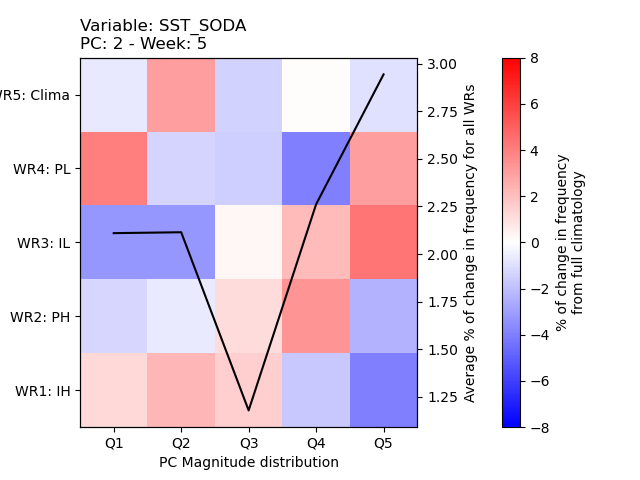 Variable: SST_SODA
PC: 2 - Week: 5
WR5: Clima
WR4: PL
WR3: IL
WR2: PH
WR1: IH
Q1 Q2 Q3 Q4 Q5
PC Magnitude distribution
3.00
2.75
2.50
2.25
2.00
1.75
1.50
1.25
Average % of change in frequency for all WRs
8
6
4
2
0
−2
−4
−6
−8
% of change in frequency
from full climatology